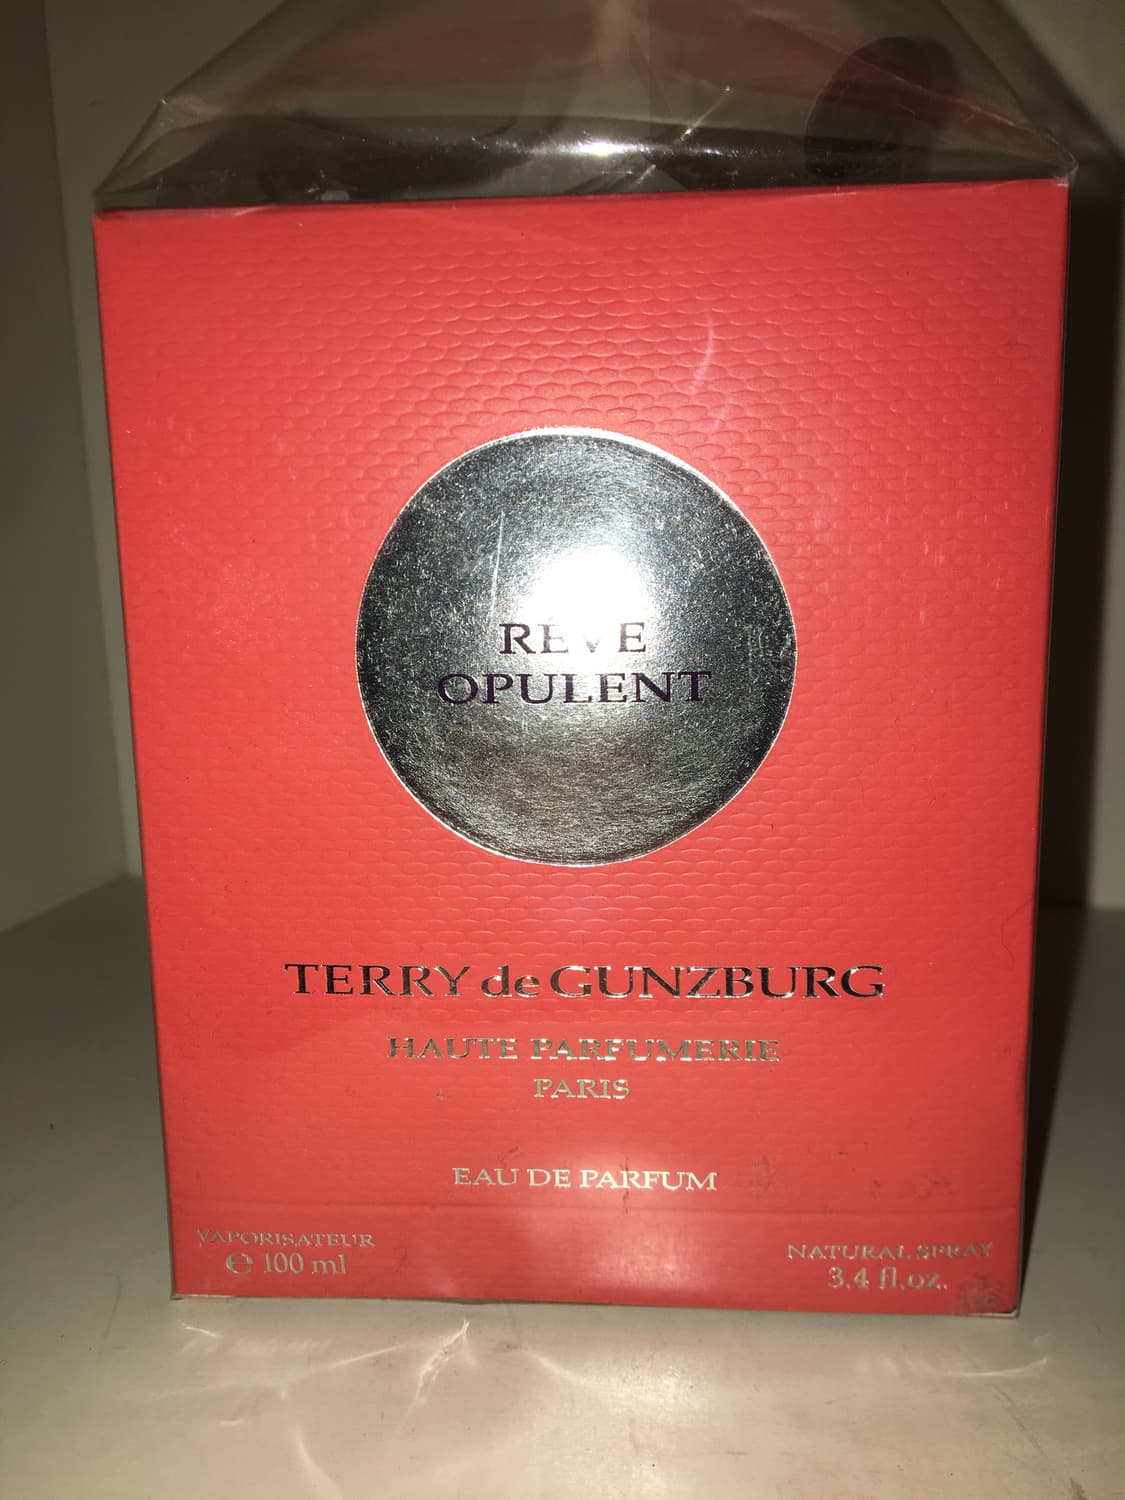 RÊVE
OPULENT
TERRY de GUNZBURG
HAUTE PARFUMERIE
PARIS
EAU DE PARFUM
VAPORISATEUR
℮ 100 ml
NATURAL SPRAY
3.4 fl.oz.